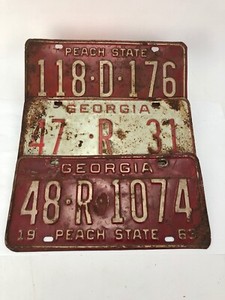 PEACH STATE
118·D·176
GEORGIA
47·R·31
GEORGIA
48·R·1074
19 PEACH STATE 63